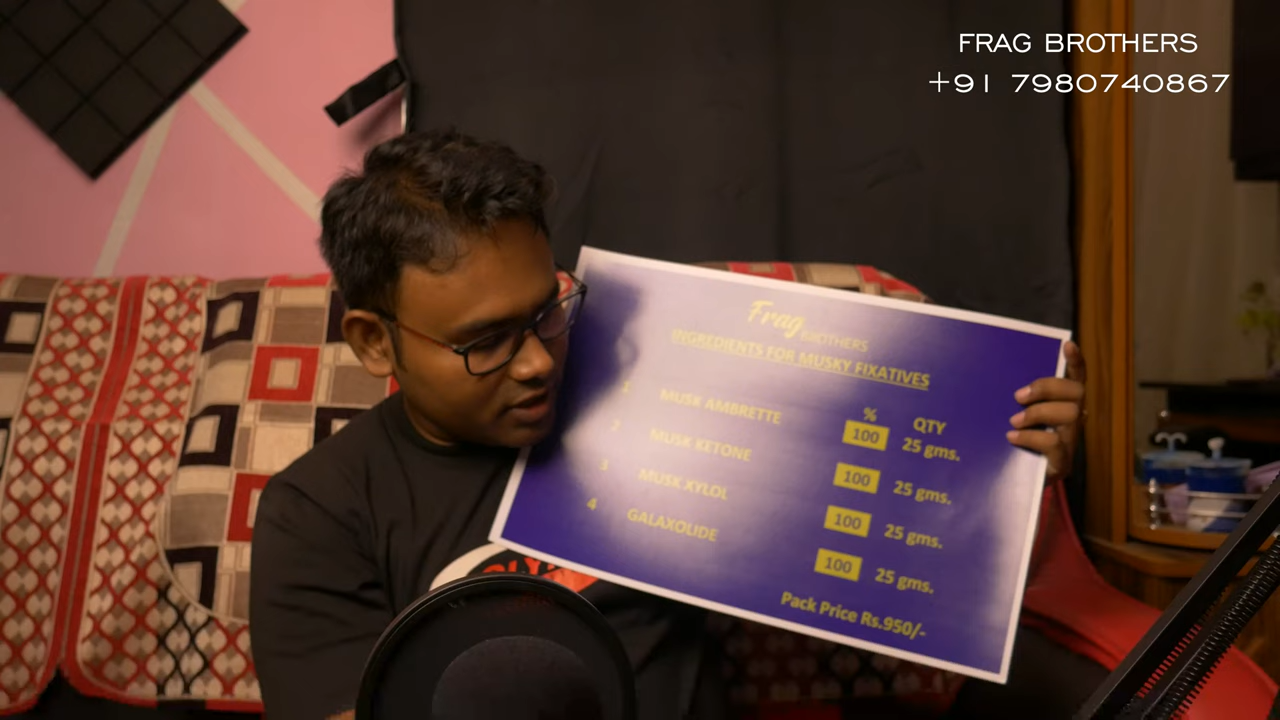 FRAG BROTHERS
+91 7980740867
Frag BROTHERS
INGREDIENTS FOR MUSKY FIXATIVES
% QTY
1 MUSK AMBRETTE 100 25 gms.
2 MUSK KETONE 100 25 gms.
3 MUSK XYLOL 100 25 gms.
4 GALAXOLIDE 100 25 gms.
Pack Price Rs.950/-